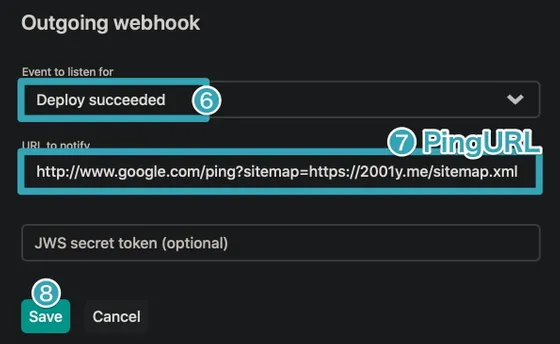 Outgoing webhook
Event to listen for
Deploy succeeded ⑥
URL to notify ⑦ PingURL
http://www.google.com/ping?sitemap=https://2001y.me/sitemap.xml
JWS secret token (optional)
⑧
Save Cancel